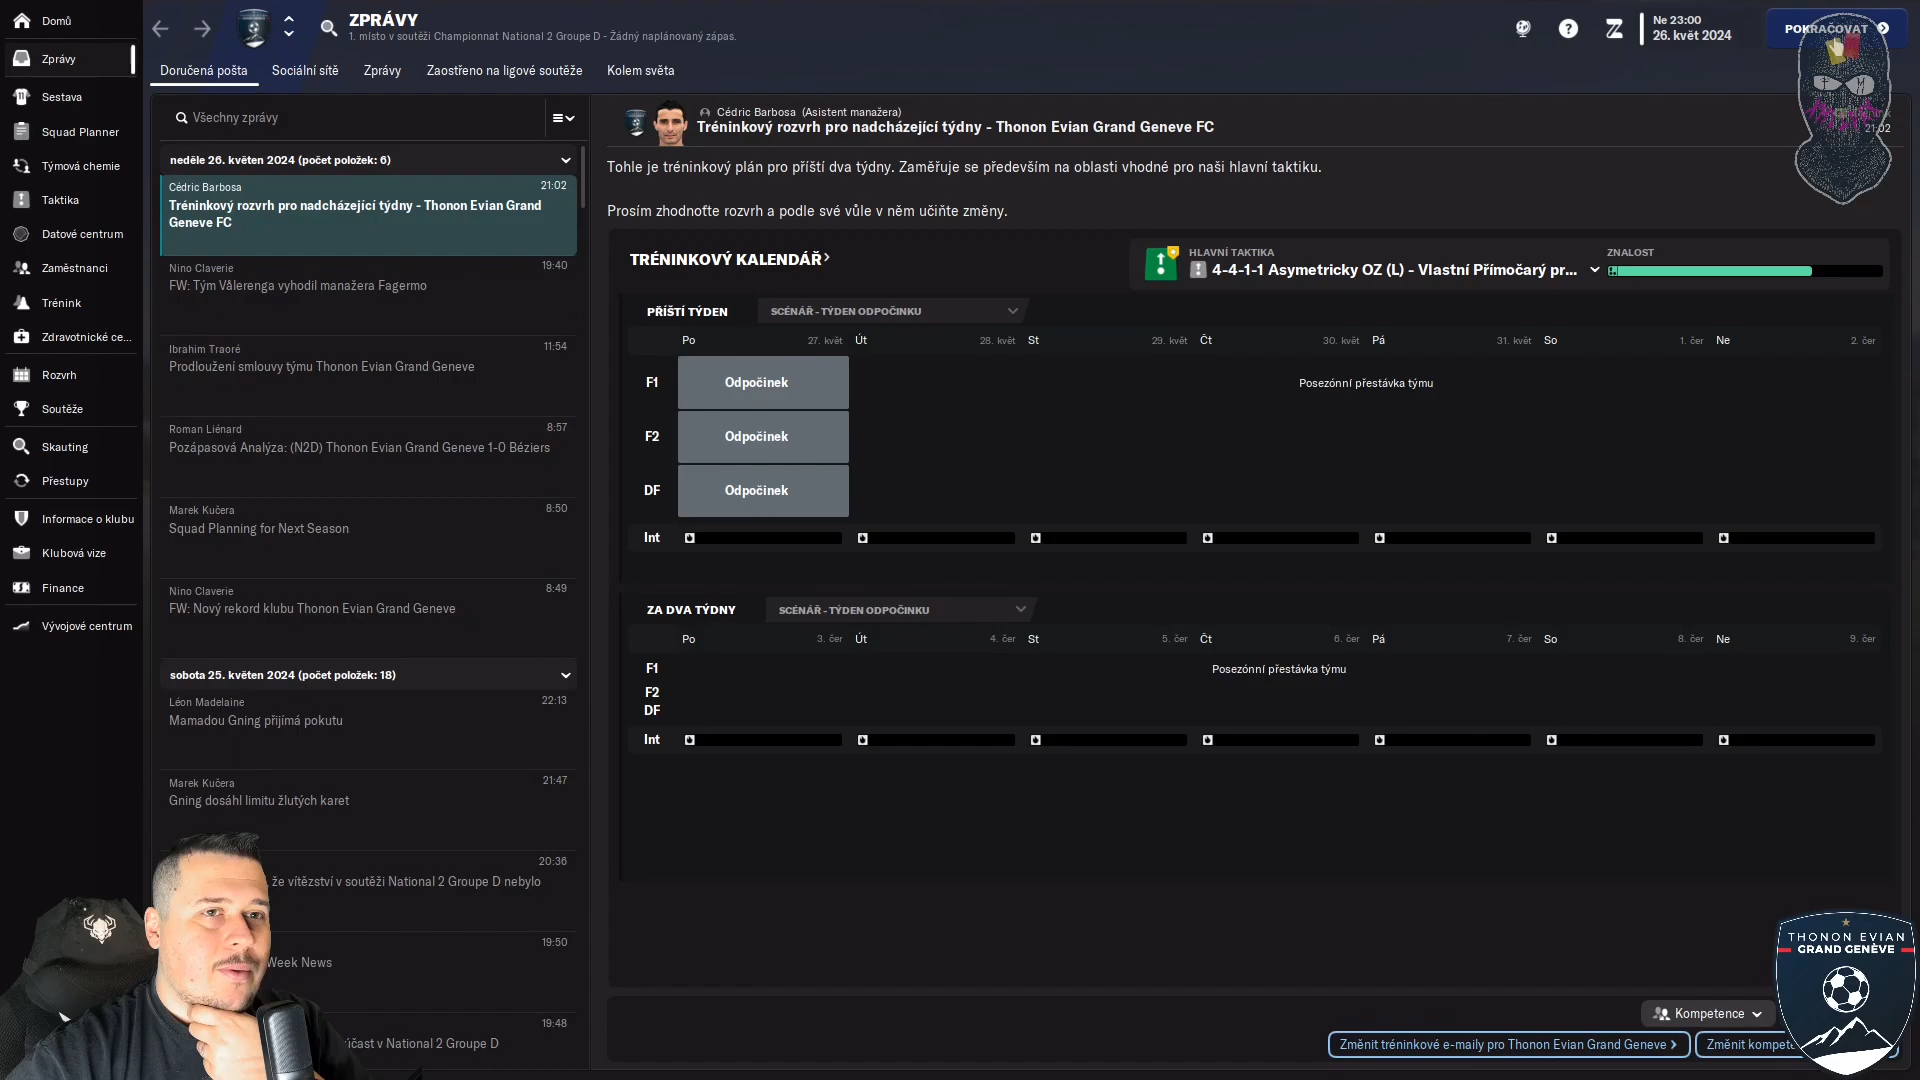 Domů
Zprávy
Sestava
Squad Planner
Týmová chemie
Taktika
Datové centrum
Zaměstnanci
Trénink
Zdravotnické ce...
Rozvrh
Soutěže
Skauting
Přestupy
Informace o klubu
Klubová vize
Finance
Vývojové centrum
ZPRÁVY
1. místo v soutěži Championnat National 2 Groupe D - Žádný naplánovaný zápas.
Ne 23:00
26. květ 2024
POKRAČOVAT
Doručená pošta
Sociální sítě
Zprávy
Zaostřeno na ligové soutěže
Kolem světa
Všechny zprávy
neděle 26. květen 2024 (počet položek: 6)
Cédric Barbosa 21:02
Tréninkový rozvrh pro nadcházející týdny - Thonon Evian Grand
Geneve FC
Nino Claverie 19:40
FW: Tým Vålerenga vyhodil manažera Fagermo
Ibrahim Traoré 11:54
Prodloužení smlouvy týmu Thonon Evian Grand Geneve
Roman Liénard 8:57
Pozápasová Analýza: (N2D) Thonon Evian Grand Geneve 1-0 Béziers
Marek Kučera 8:50
Squad Planning for Next Season
Nino Claverie 8:49
FW: Nový rekord klubu Thonon Evian Grand Geneve
sobota 25. květen 2024 (počet položek: 18)
Léon Madelaine 22:13
Mamadou Gning přijímá pokutu
Marek Kučera 21:47
Gning dosáhl limitu žlutých karet
20:36
že vítězství v soutěži National 2 Groupe D nebylo
19:50
Week News
19:48
účast v National 2 Groupe D
Cédric Barbosa (Asistent manažera)
Tréninkový rozvrh pro nadcházející týdny - Thonon Evian Grand Geneve FC
21:02
Tohle je tréninkový plán pro příští dva týdny. Zaměřuje se především na oblasti vhodné pro naši hlavní taktiku.
Prosím zhodnoťte rozvrh a podle své vůle v něm učiňte změny.
TRÉNINKOVÝ KALENDÁŘ
HLAVNÍ TAKTIKA
4-4-1-1 Asymetricky OZ (L) - Vlastní Přímočarý pr...
ZNALOST
PŘÍŠTÍ TÝDEN
SCÉNÁŘ - TÝDEN ODPOČINKU
Po 27. květ Út 28. květ St 29. květ Čt 30. květ Pá 31. květ So 1. čer Ne 2. čer
F1 Odpočinek Posezónní přestávka týmu
F2 Odpočinek
DF Odpočinek
Int
ZA DVA TÝDNY
SCÉNÁŘ - TÝDEN ODPOČINKU
Po 3. čer Út 4. čer St 5. čer Čt 6. čer Pá 7. čer So 8. čer Ne 9. čer
F1 Posezónní přestávka týmu
F2
DF
Int
Kompetence
Změnit tréninkové e-maily pro Thonon Evian Grand Geneve
Změnit kompete
THONON EVIAN
GRAND GENÈVE